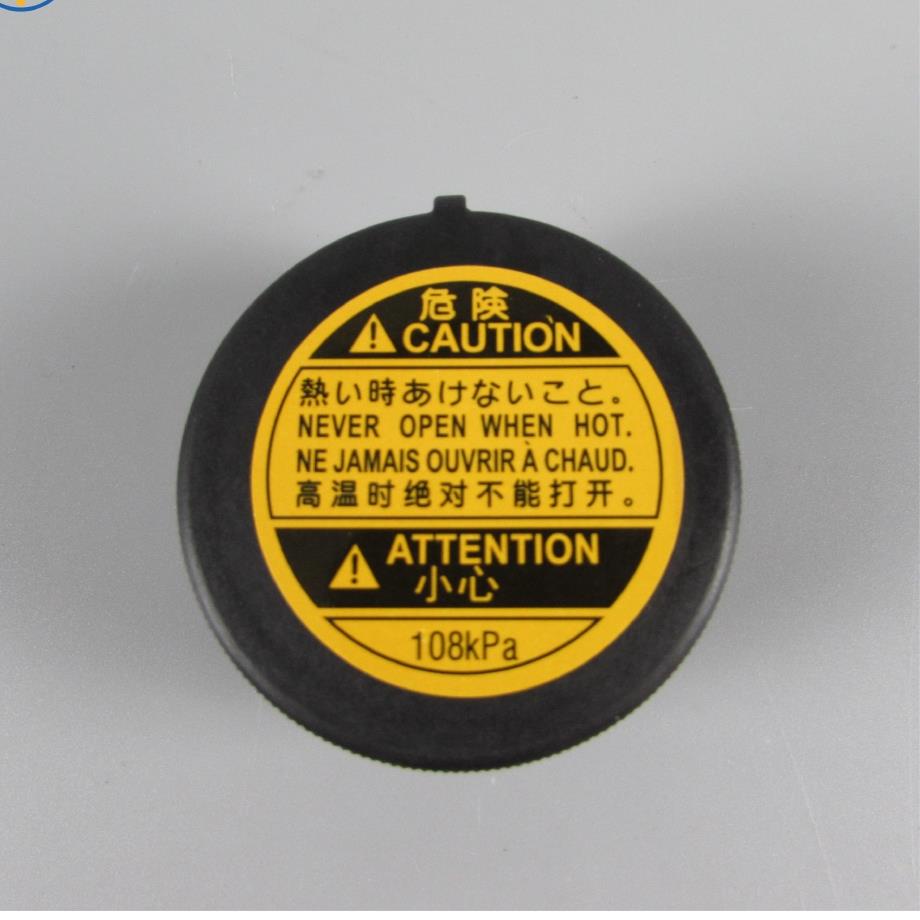 危険
CAUTION
熱い時あけないこと。
NEVER OPEN WHEN HOT.
NE JAMAIS OUVRIR À CHAUD.
高温时绝对不能打开。
ATTENTION
小心
108kPa